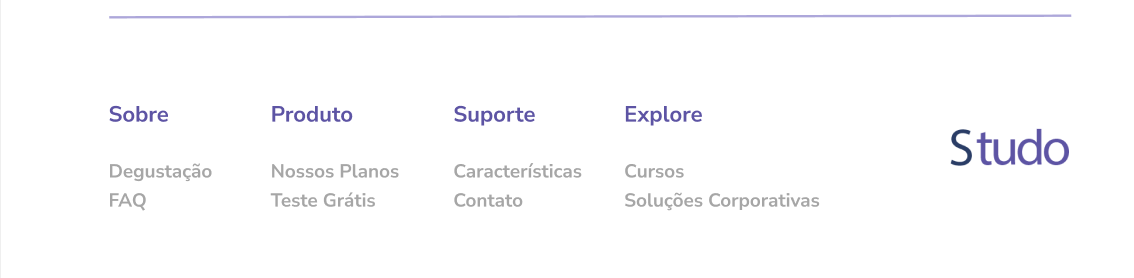 Sobre
Degustação
FAQ
Produto
Nossos Planos
Teste Grátis
Suporte
Características
Contato
Explore
Cursos
Soluções Corporativas
Studo